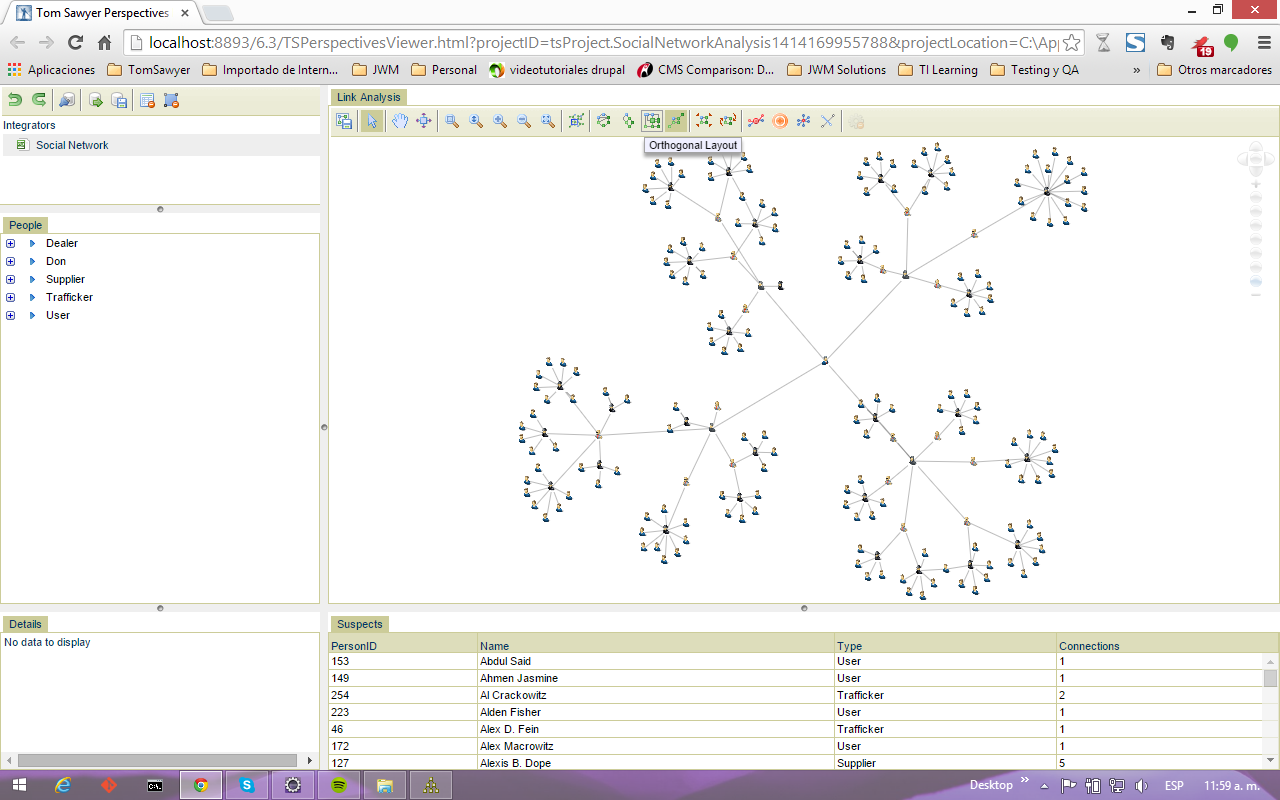 Tom Sawyer Perspectives
localhost:8893/6.3/TSPerspectivesViewer.html?projectID=tsProject.SocialNetworkAnalysis1414169955788&projectLocation=C:\Ap
19
Aplicaciones TomSawyer Importado de Intern... JWM Personal videotutoriales drupal CMS Comparison: D... JWM Solutions TI Learning Testing y QA » Otros marcadores
Link Analysis
Integrators
Social Network
Orthogonal Layout
People
Dealer
Don
Supplier
Trafficker
User
Details
No data to display
Suspects
PersonID Name Type Connections
153 Abdul Said User 1
149 Ahmen Jasmine User 1
254 Al Crackowitz Trafficker 2
223 Alden Fisher User 1
46 Alex D. Fein Trafficker 1
172 Alex Macrowitz User 1
127 Alexis B. Dope Supplier 5
Desktop » ESP 11:59 a. m.